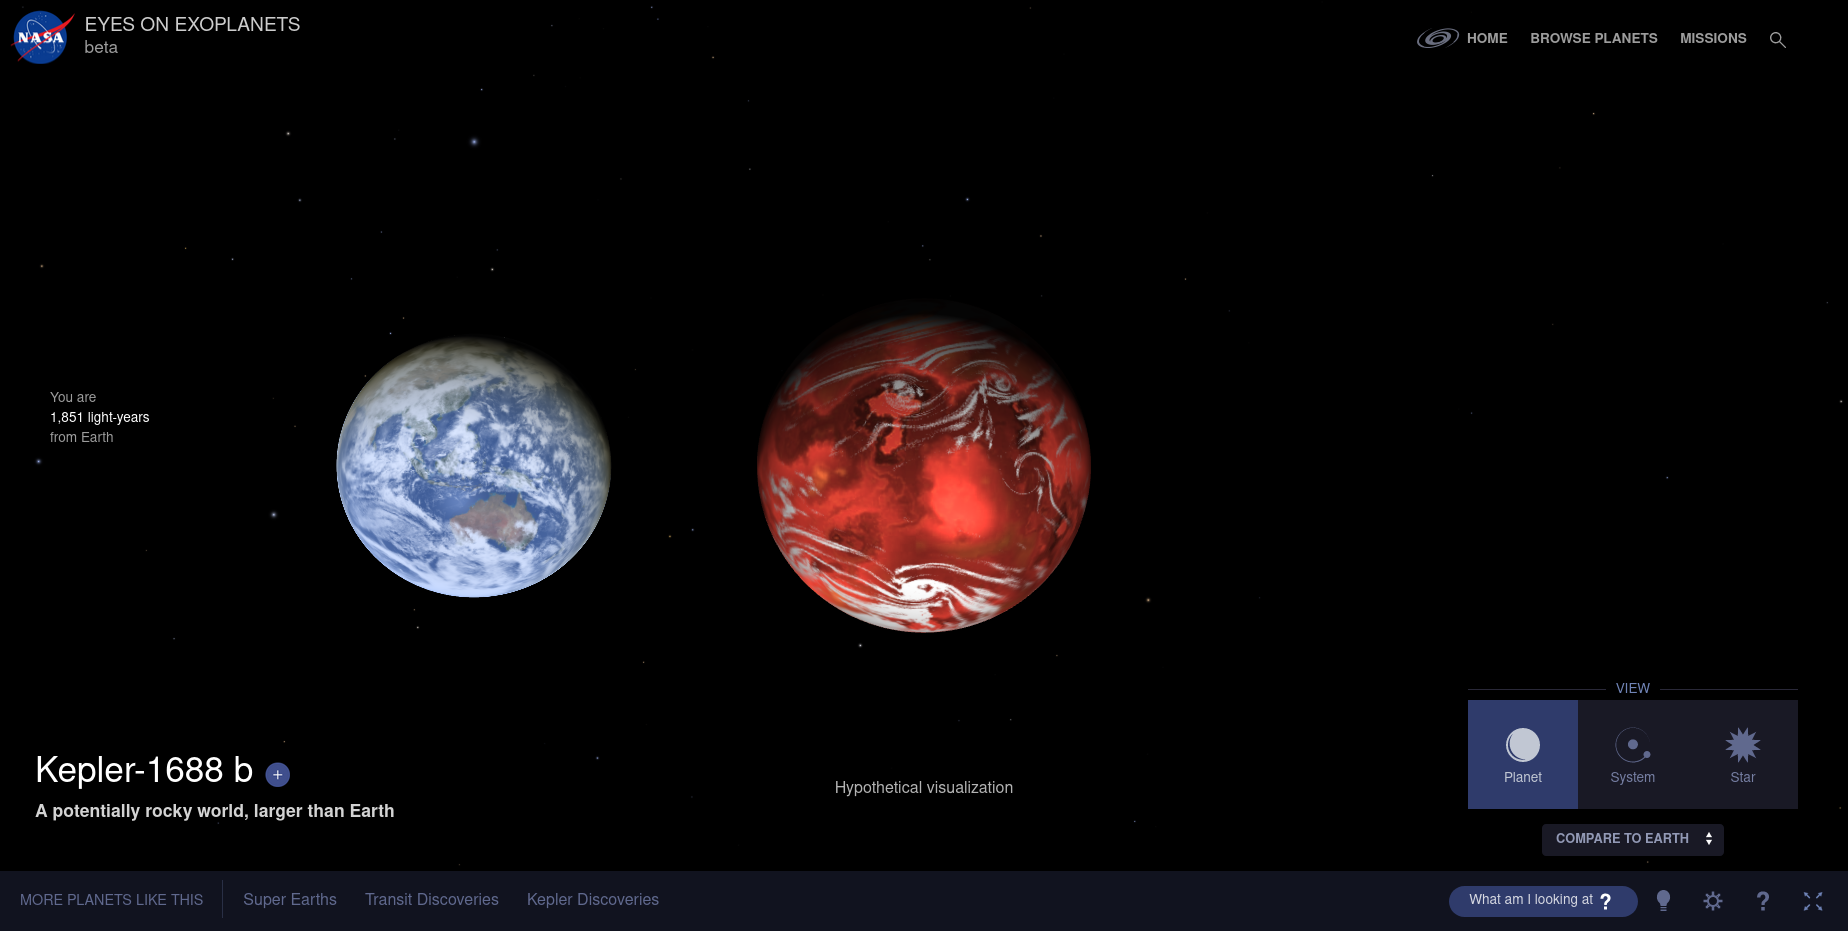 NASA
EYES ON EXOPLANETS
beta
HOME
BROWSE PLANETS
MISSIONS
You are
1,851 light-years
from Earth
Kepler-1688 b +
A potentially rocky world, larger than Earth
Hypothetical visualization
VIEW
Planet
System
Star
COMPARE TO EARTH
MORE PLANETS LIKE THIS
Super Earths
Transit Discoveries
Kepler Discoveries
What am I looking at ?
?